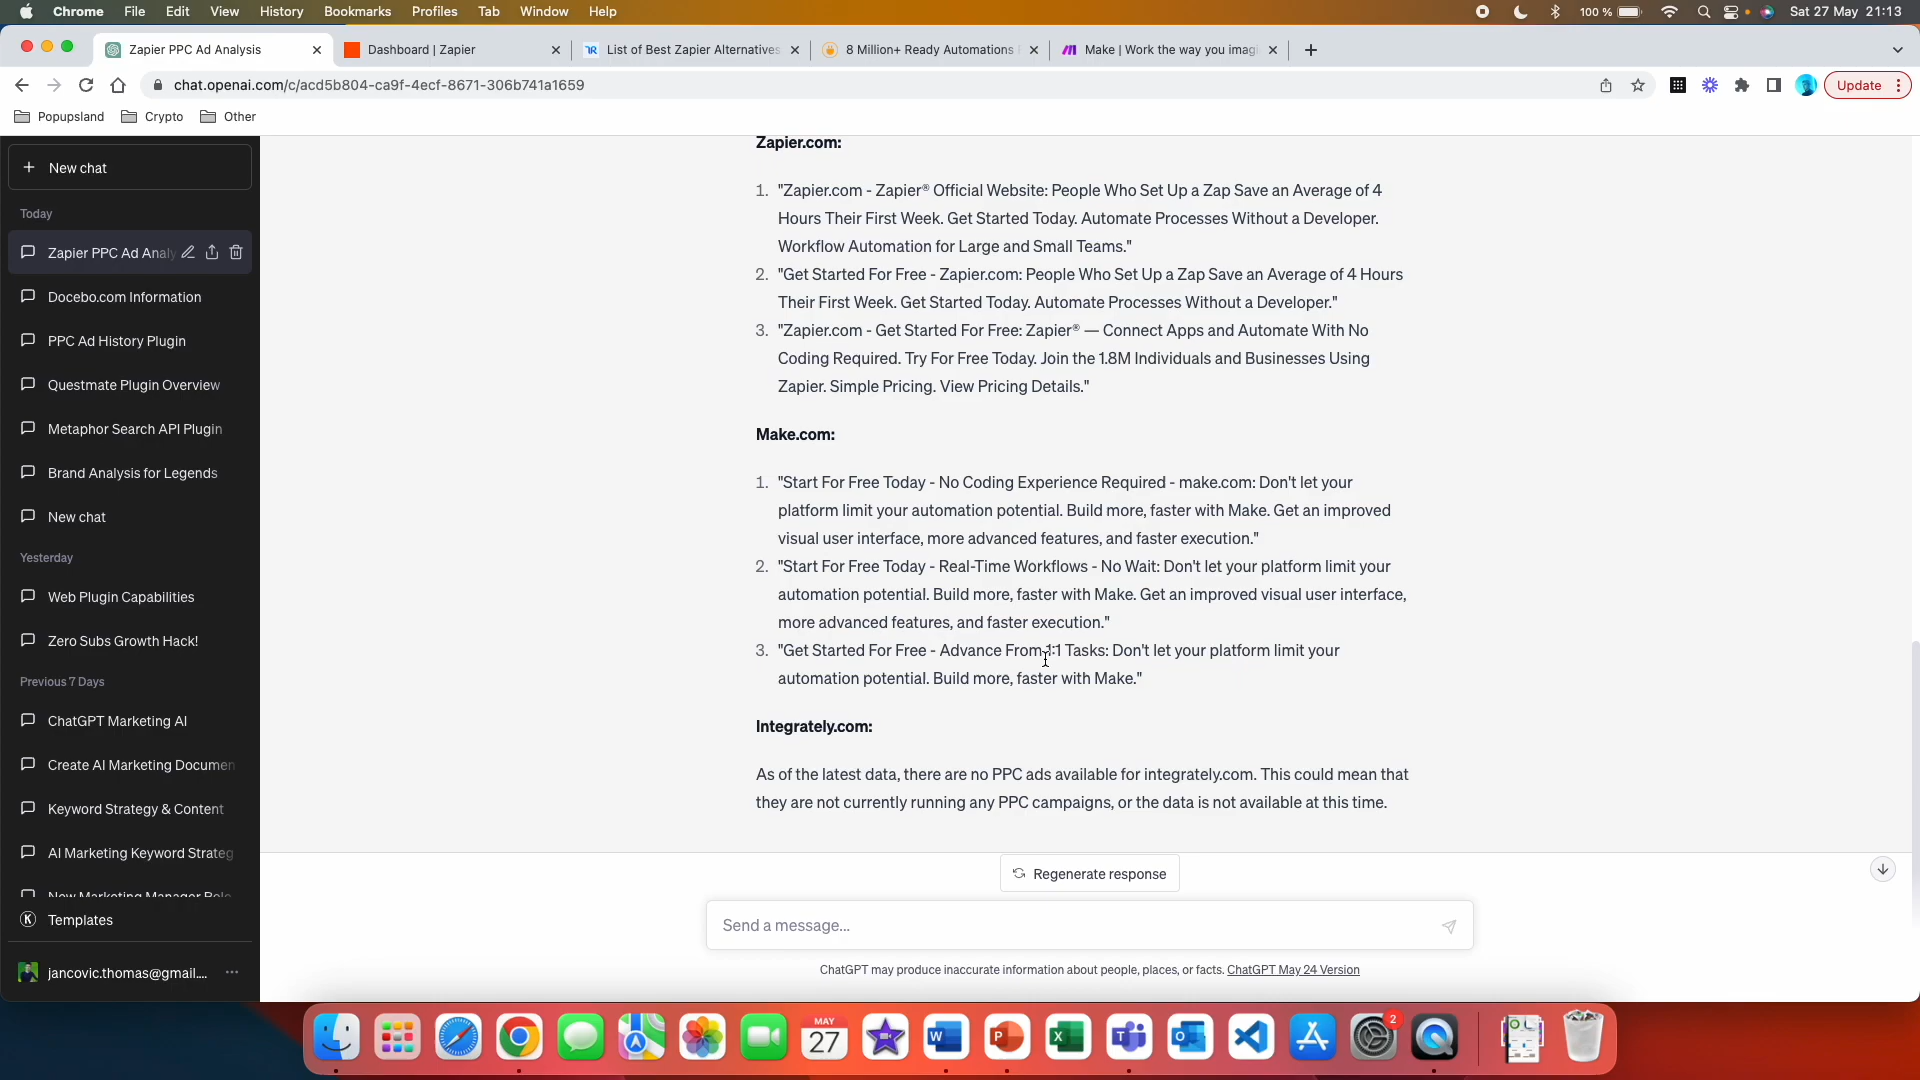 Chrome File Edit View History Bookmarks Profiles Tab Window Help 100 % Sat 27 May 21:13
Zapier PPC Ad Analysis Dashboard | Zapier List of Best Zapier Alternatives 8 Million+ Ready Automations Make | Work the way you imagi
chat.openai.com/c/acd5b804-ca9f-4ecf-8671-306b741a1659 Update
Popupsland Crypto Other
New chat
Today
Zapier PPC Ad Analy
Docebo.com Information
PPC Ad History Plugin
Questmate Plugin Overview
Metaphor Search API Plugin
Brand Analysis for Legends
New chat
Yesterday
Web Plugin Capabilities
Zero Subs Growth Hack!
Previous 7 Days
ChatGPT Marketing AI
Create AI Marketing Documen
Keyword Strategy & Content
AI Marketing Keyword Strateg
New Marketing Manager Role
Templates
jancovic.thomas@gmail....
Zapier.com:
1. "Zapier.com - Zapier® Official Website: People Who Set Up a Zap Save an Average of 4
Hours Their First Week. Get Started Today. Automate Processes Without a Developer.
Workflow Automation for Large and Small Teams."
2. "Get Started For Free - Zapier.com: People Who Set Up a Zap Save an Average of 4 Hours
Their First Week. Get Started Today. Automate Processes Without a Developer."
3. "Zapier.com - Get Started For Free: Zapier® — Connect Apps and Automate With No
Coding Required. Try For Free Today. Join the 1.8M Individuals and Businesses Using
Zapier. Simple Pricing. View Pricing Details."
Make.com:
1. "Start For Free Today - No Coding Experience Required - make.com: Don't let your
platform limit your automation potential. Build more, faster with Make. Get an improved
visual user interface, more advanced features, and faster execution."
2. "Start For Free Today - Real-Time Workflows - No Wait: Don't let your platform limit your
automation potential. Build more, faster with Make. Get an improved visual user interface,
more advanced features, and faster execution."
3. "Get Started For Free - Advance From 1:1 Tasks: Don't let your platform limit your
automation potential. Build more, faster with Make."
Integrately.com:
As of the latest data, there are no PPC ads available for integrately.com. This could mean that
they are not currently running any PPC campaigns, or the data is not available at this time.
Regenerate response
Send a message...
ChatGPT may produce inaccurate information about people, places, or facts. ChatGPT May 24 Version
MAY
27
2